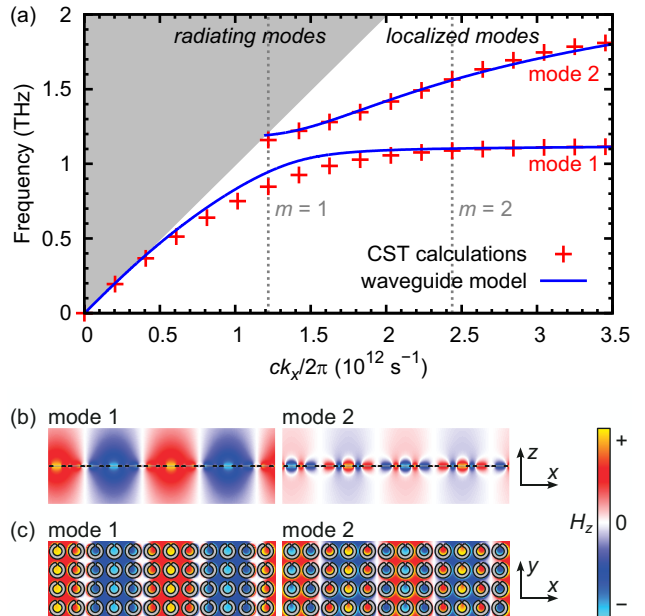 (a)
2
1.5
1
0.5
0
Frequency (THz)
radiating modes
localized modes
mode 2
mode 1
m = 1
m = 2
CST calculations
waveguide model
0 0.5 1 1.5 2 2.5 3 3.5
ckₓ/2π (10¹² s⁻¹)
(b)
mode 1
mode 2
z
x
(c)
mode 1
mode 2
y
x
+
H_z 0
−